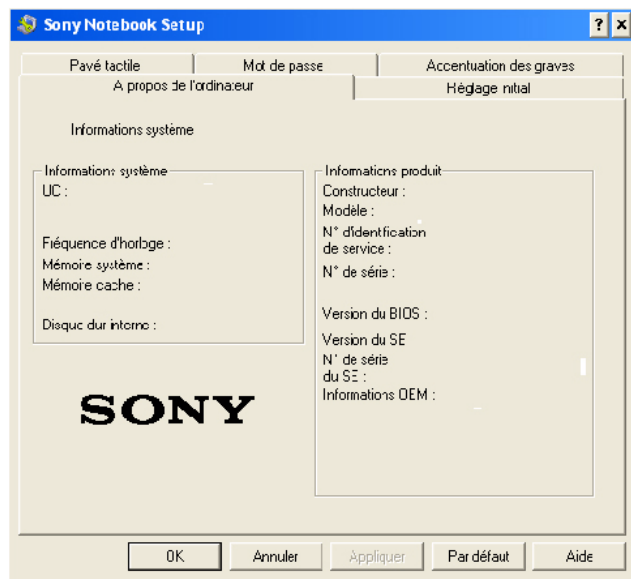 Sony Notebook Setup
Pavé tactile
Mot de passe
Accentuation des graves
A propos de l'ordinateur
Réglage initial
Informations système
Informations système
UC :
Fréquence d'horloge :
Mémoire système :
Mémoire cache :
Disque dur interne :
Informations produit
Constructeur :
Modèle :
N° d'identification
de service :
N° de série :
Version du BIOS :
Version du SE
N° de série
du SE :
Informations OEM :
SONY
OK
Annuler
Appliquer
Par défaut
Aide